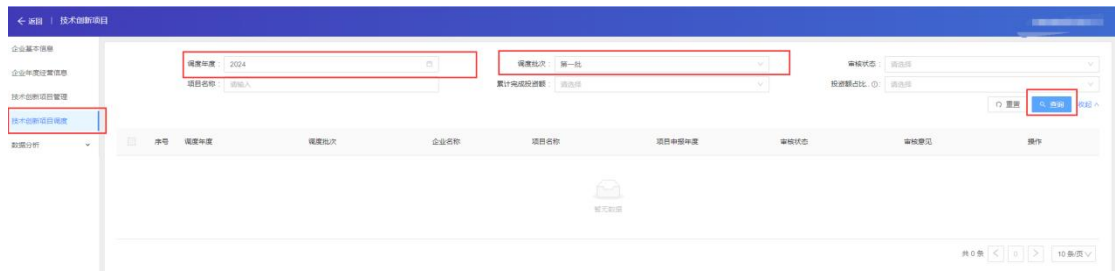 ← 返回 | 技术创新项目
企业基本信息
企业年度经营信息
技术创新项目管理
技术创新项目调度
数据分析
调度年度： 2024
调度批次： 第一批
审核状态： 请选择
项目名称： 请输入
累计完成投资额： 请选择
投资额占比 ： 请选择
重置 查询 收起
序号 调度年度 调度批次 企业名称 项目名称 项目申报年度 审核状态 审核意见 操作
暂无数据
共 0 条 < 0 > 10 条/页